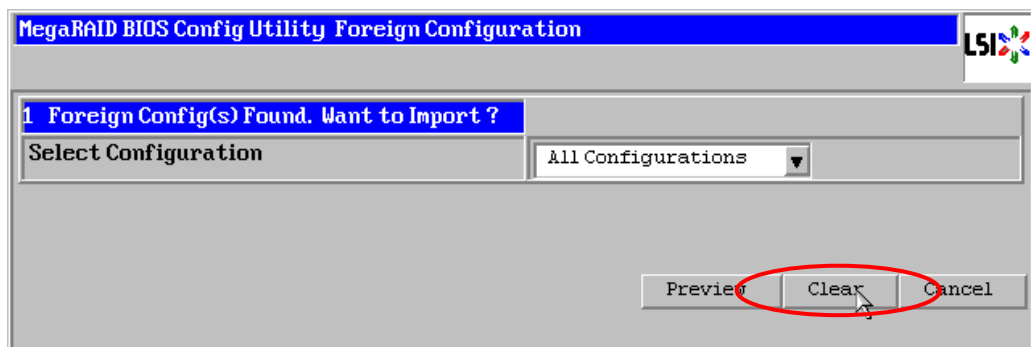 MegaRAID BIOS Config Utility Foreign Configuration
LSI
1 Foreign Config(s) Found. Want to Import ?
Select Configuration
All Configurations
Preview
Clear
Cancel